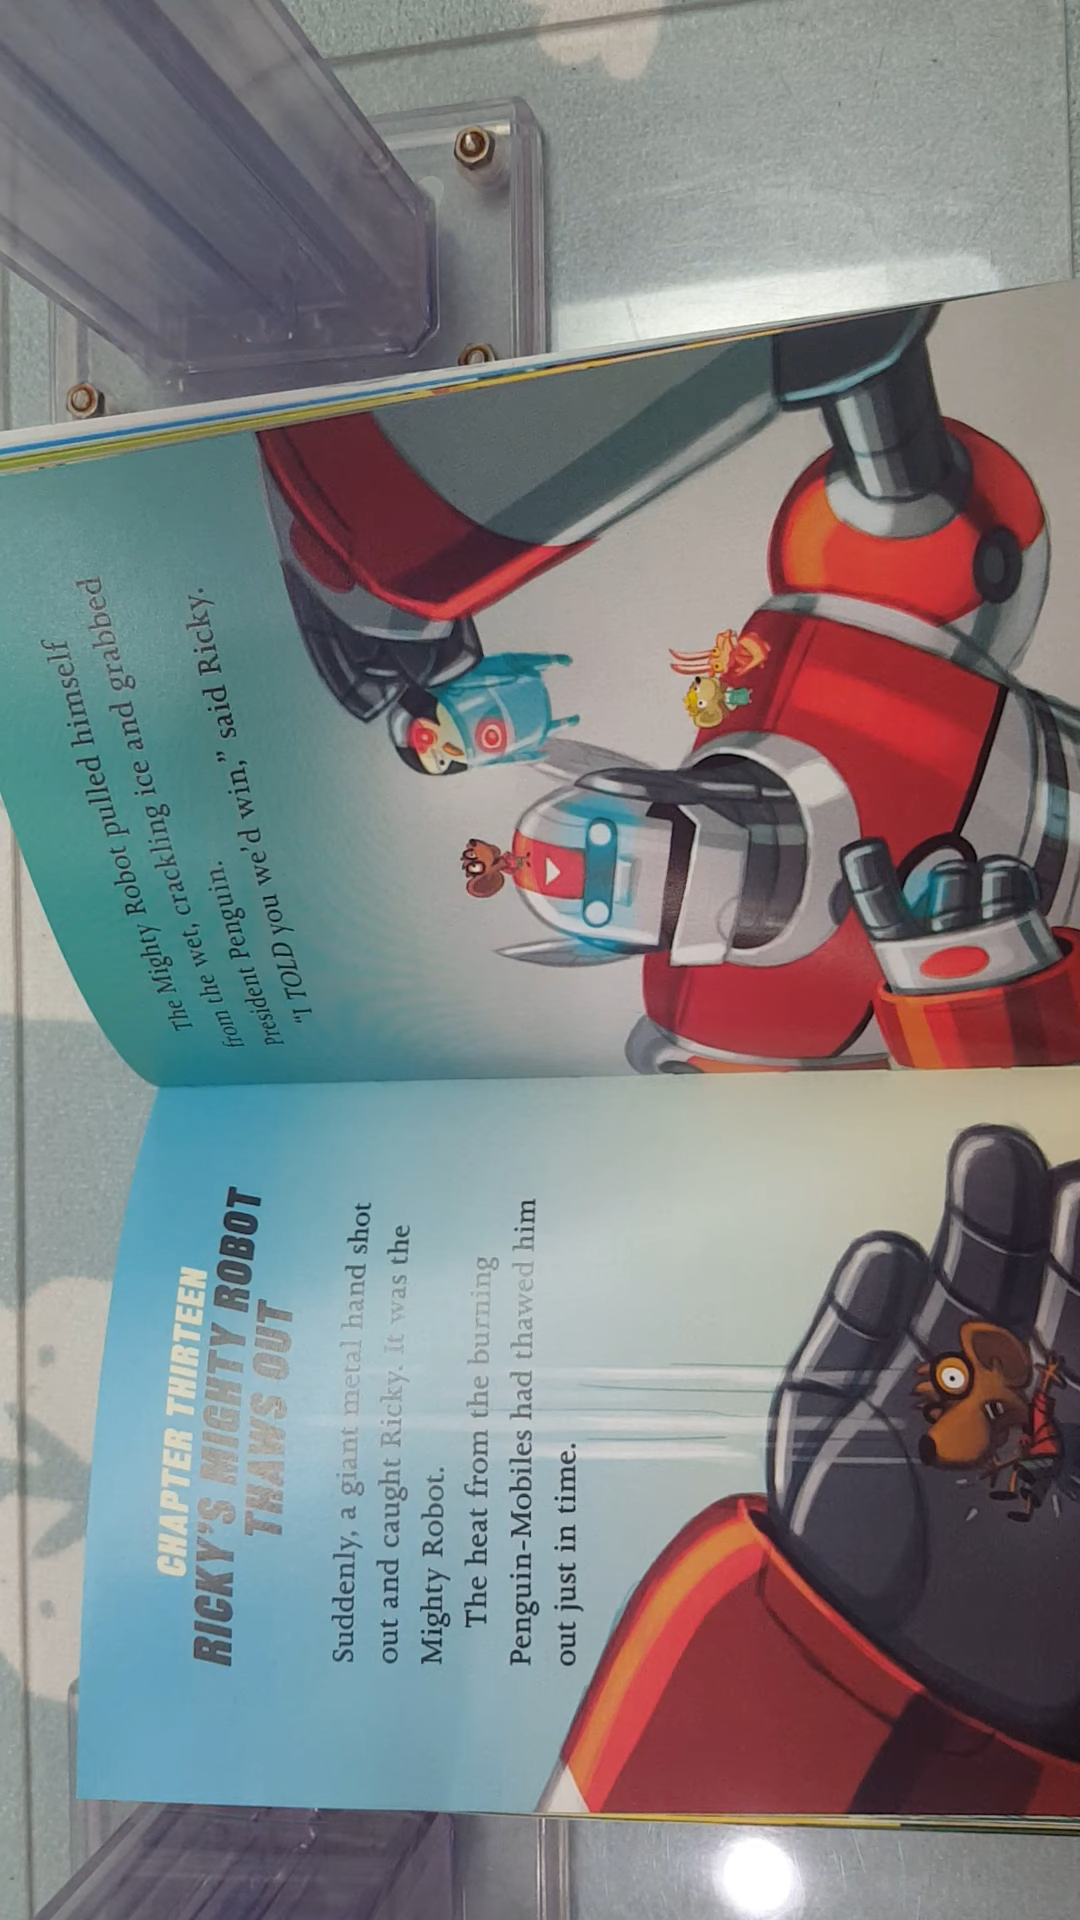 CHAPTER THIRTEEN
RICKY'S MIGHTY ROBOT
THAWS OUT
Suddenly, a giant metal hand shot
out and caught Ricky. It was the
Mighty Robot.
The heat from the burning
Penguin-Mobiles had thawed him
out just in time.
The Mighty Robot pulled himself
from the wet, crackling ice and grabbed
President Penguin.
“I TOLD you we’d win,” said Ricky.